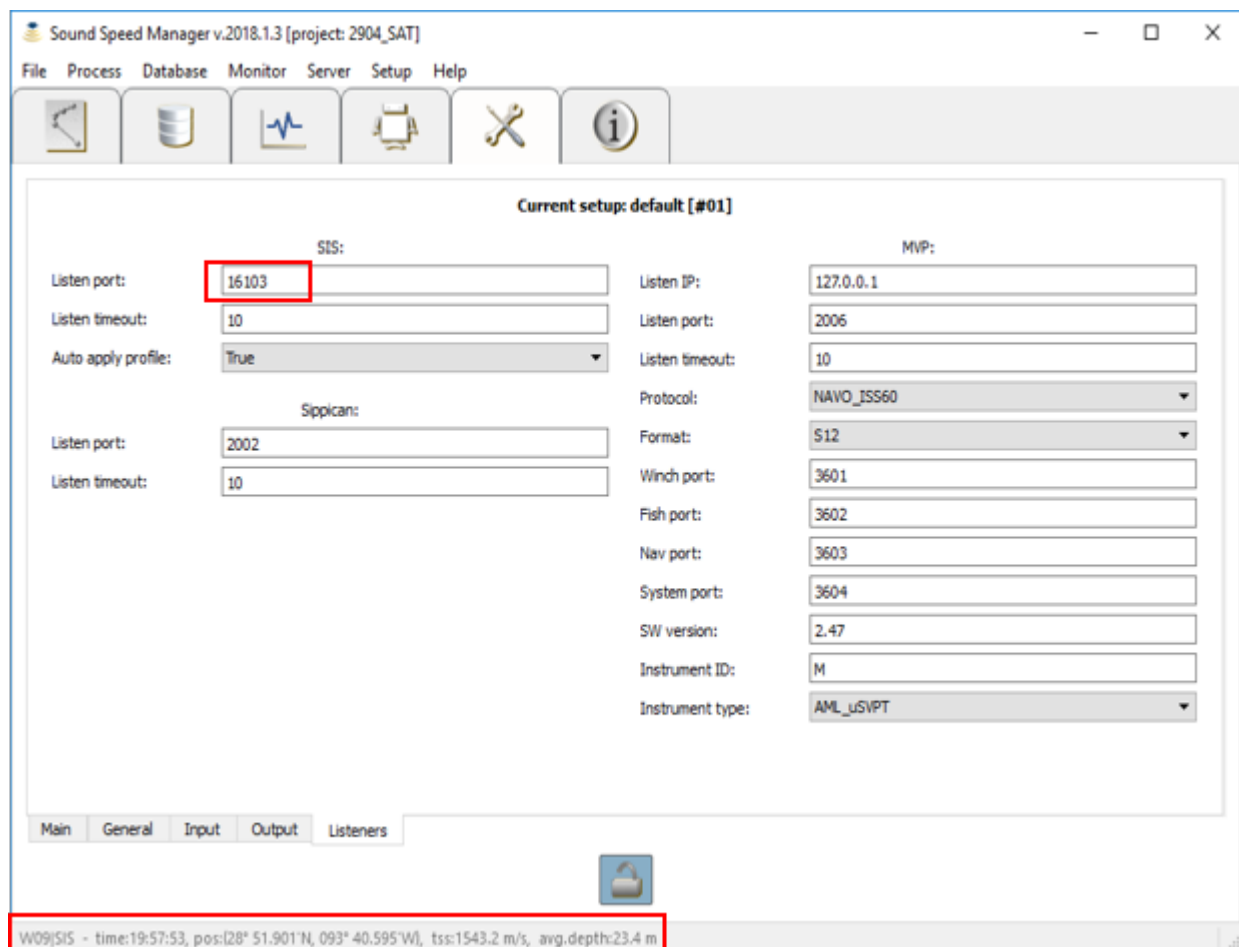 Sound Speed Manager v.2018.1.3 [project: 2904_SAT]
File Process Database Monitor Server Setup Help
Current setup: default [#01]
SIS:
Listen port: 16103
Listen timeout: 10
Auto apply profile: True
Sippican:
Listen port: 2002
Listen timeout: 10
MVP:
Listen IP: 127.0.0.1
Listen port: 2006
Listen timeout: 10
Protocol: NAVO_ISS60
Format: S12
Winch port: 3601
Fish port: 3602
Nav port: 3603
System port: 3604
SW version: 2.47
Instrument ID: M
Instrument type: AML_uSVPT
Main General Input Output Listeners
W09|SIS - time:19:57:53, pos:(28° 51.901'N, 093° 40.595'W), tss:1543.2 m/s, avg.depth:23.4 m